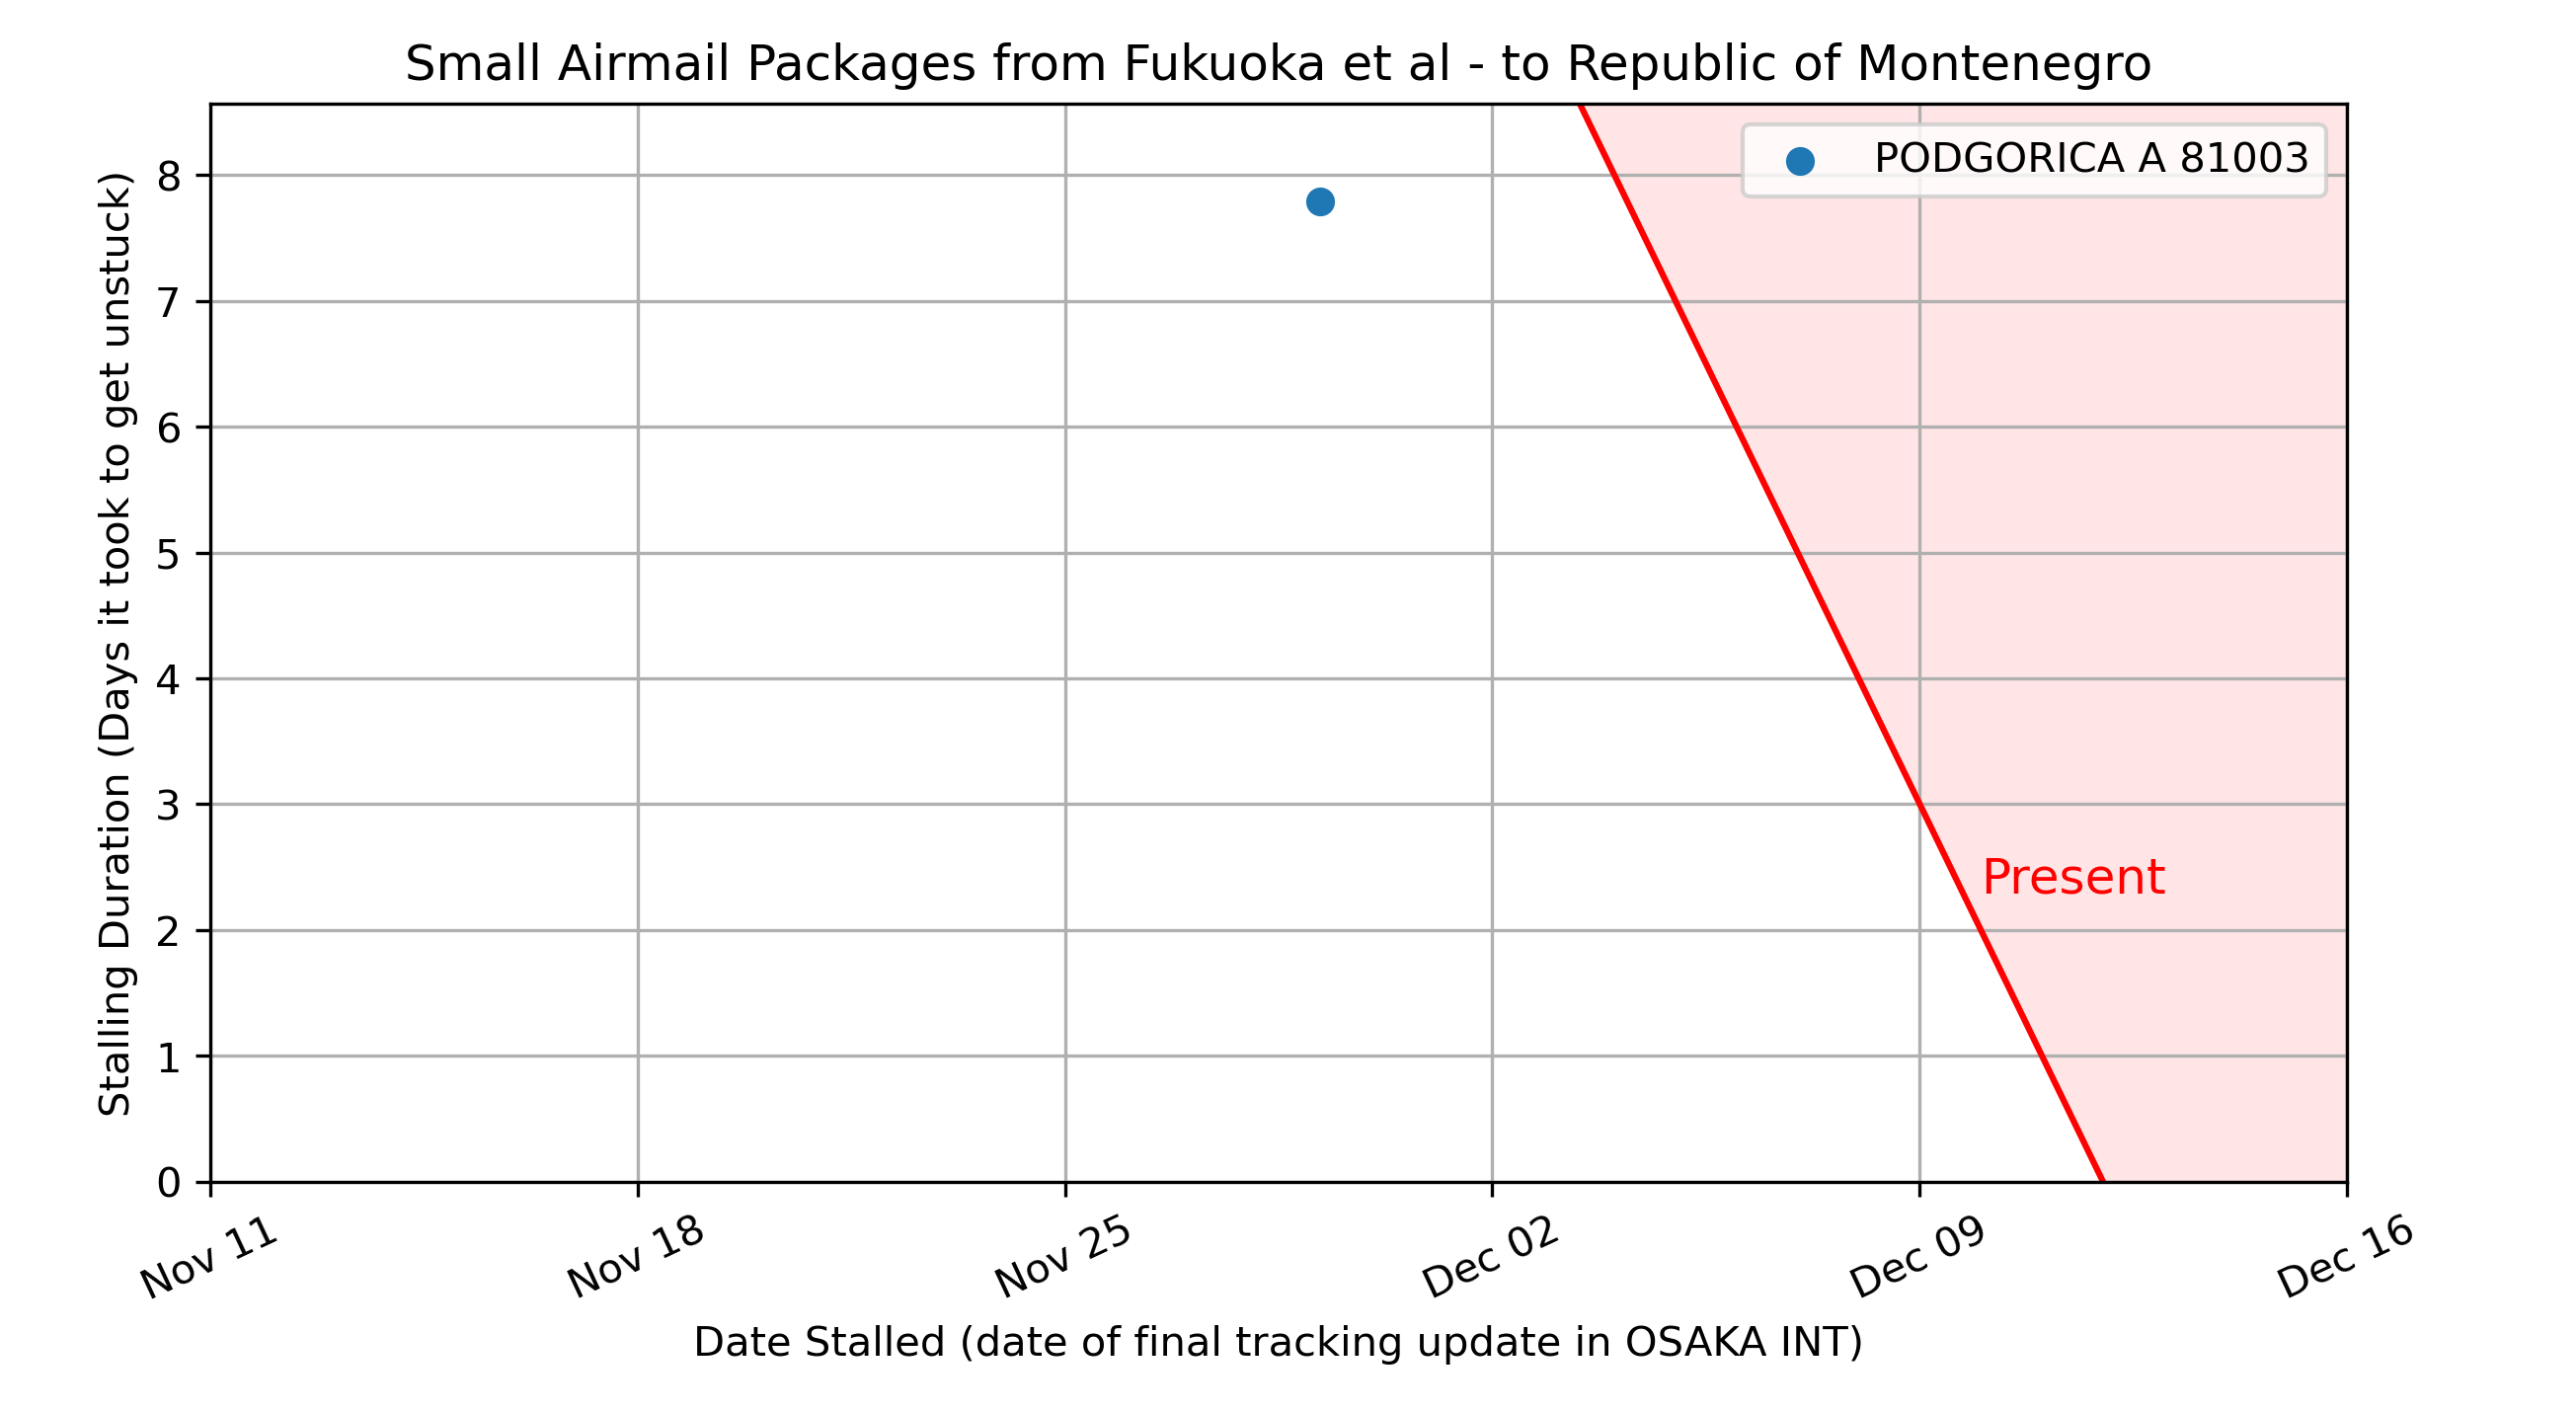 Small Airmail Packages from Fukuoka et al - to Republic of Montenegro
PODGORICA A 81003
Stalling Duration (Days it took to get unstuck)
8
7
6
5
4
3
2
1
0
Present
Nov 11
Nov 18
Nov 25
Dec 02
Dec 09
Dec 16
Date Stalled (date of final tracking update in OSAKA INT)